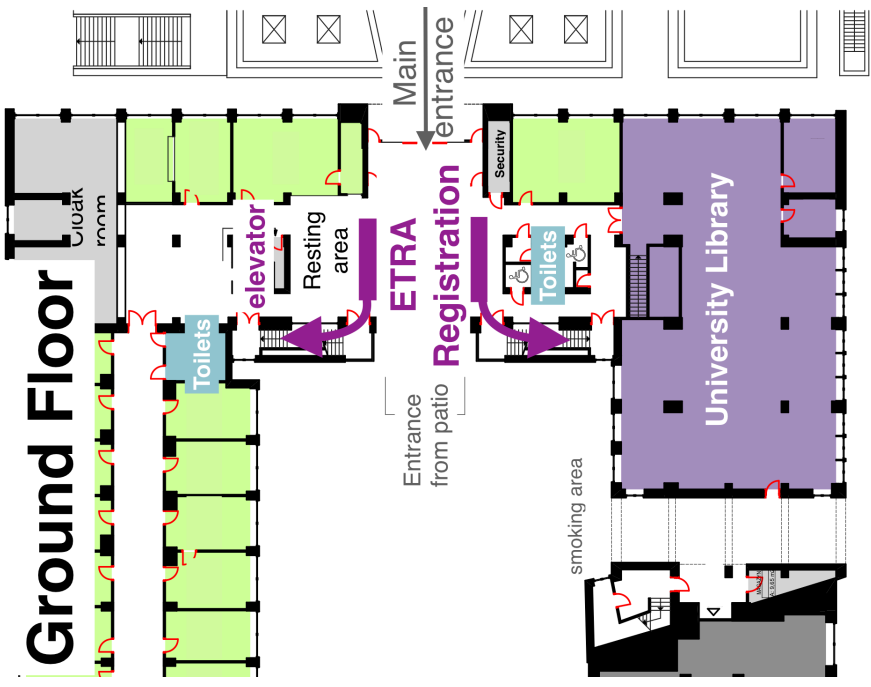 Main
entrance
Security
Cloak
room
elevator
Resting
area
ETRA
Registration
Toilets
University Library
Ground Floor
Toilets
Entrance
from patio
smoking area